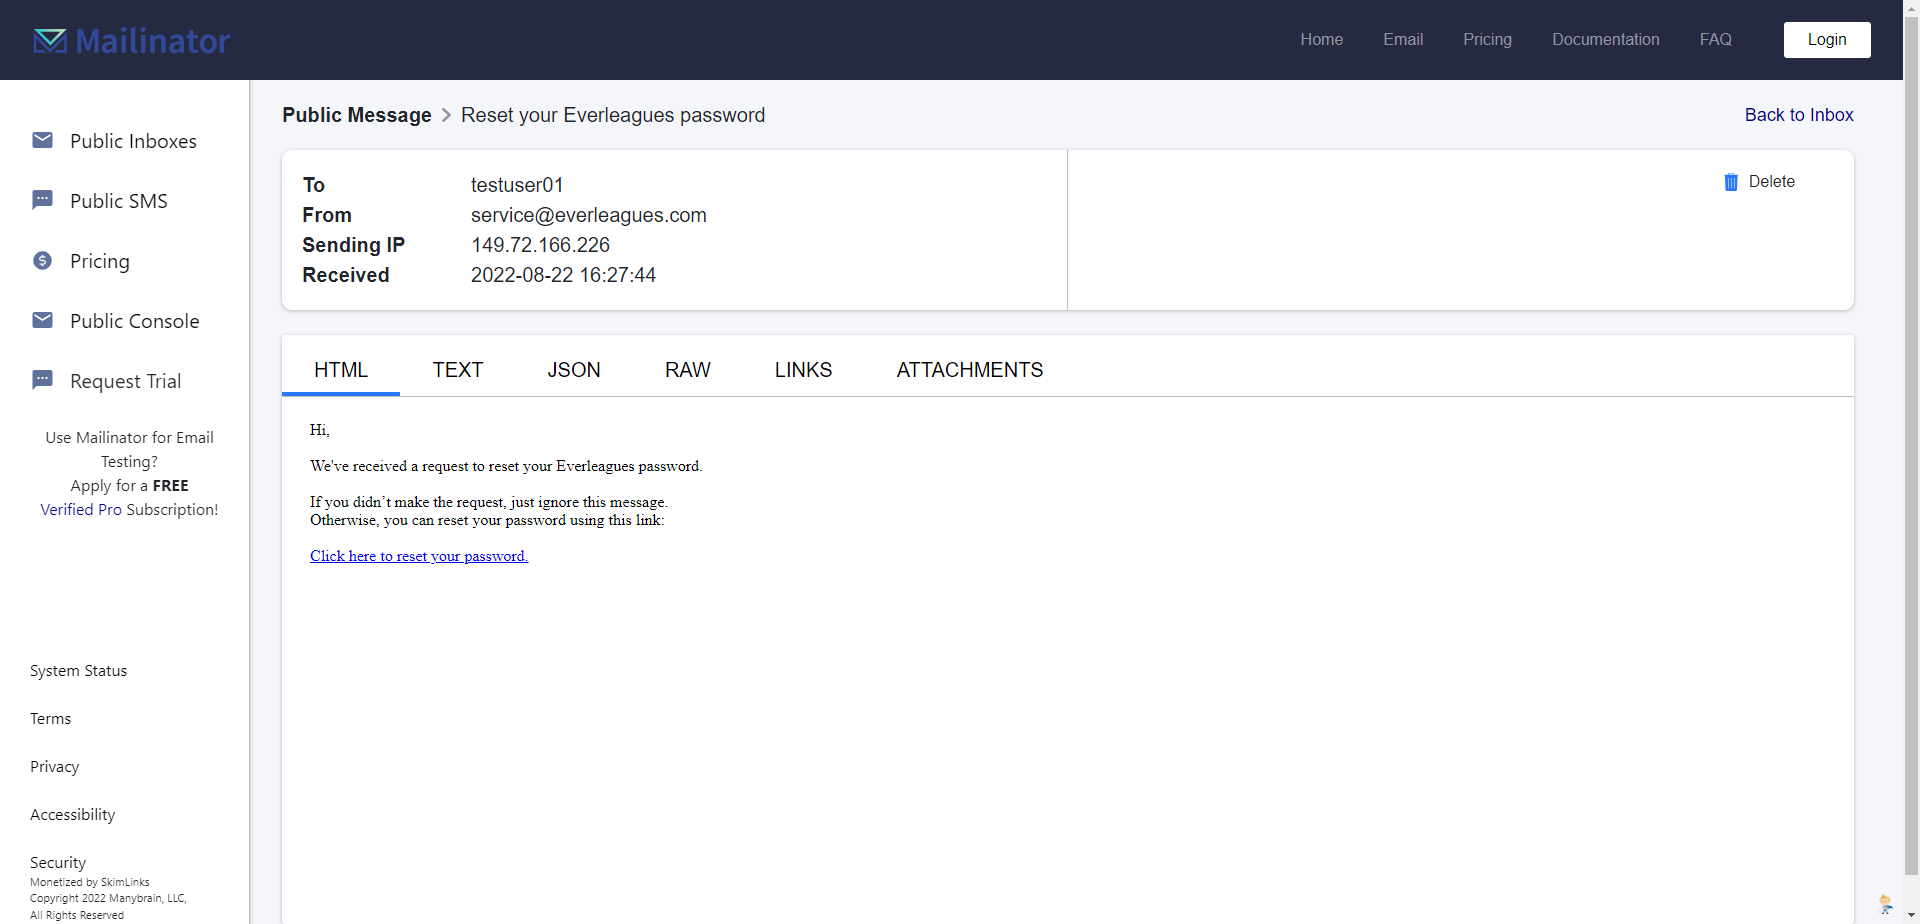 Mailinator
Home Email Pricing Documentation FAQ Login
Public Inboxes
Public SMS
Pricing
Public Console
Request Trial
Use Mailinator for Email
Testing?
Apply for a FREE
Verified Pro Subscription!
System Status
Terms
Privacy
Accessibility
Security
Monetized by SkimLinks
Copyright 2022 Manybrain, LLC,
All Rights Reserved
Public Message > Reset your Everleagues password
Back to Inbox
To testuser01
From service@everleagues.com
Sending IP 149.72.166.226
Received 2022-08-22 16:27:44
Delete
HTML TEXT JSON RAW LINKS ATTACHMENTS
Hi,
We've received a request to reset your Everleagues password.
If you didn’t make the request, just ignore this message.
Otherwise, you can reset your password using this link:
Click here to reset your password.